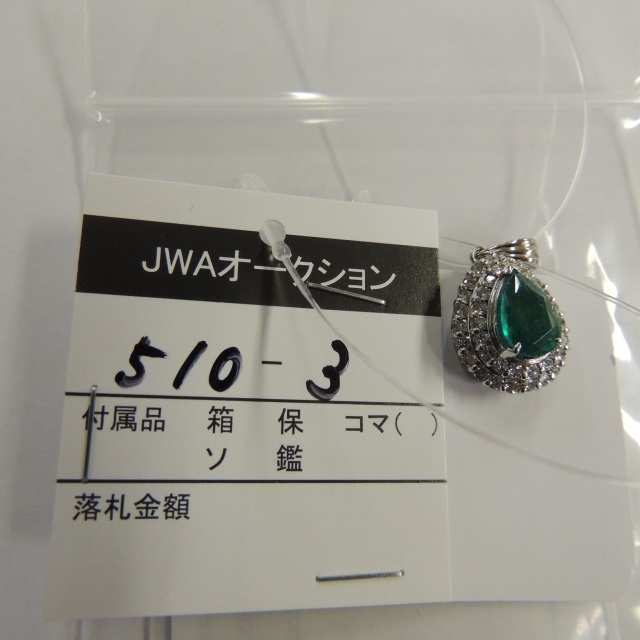 JWAオークション
510-3
付属品 箱 保 コマ( )
ソ 鑑
落札金額